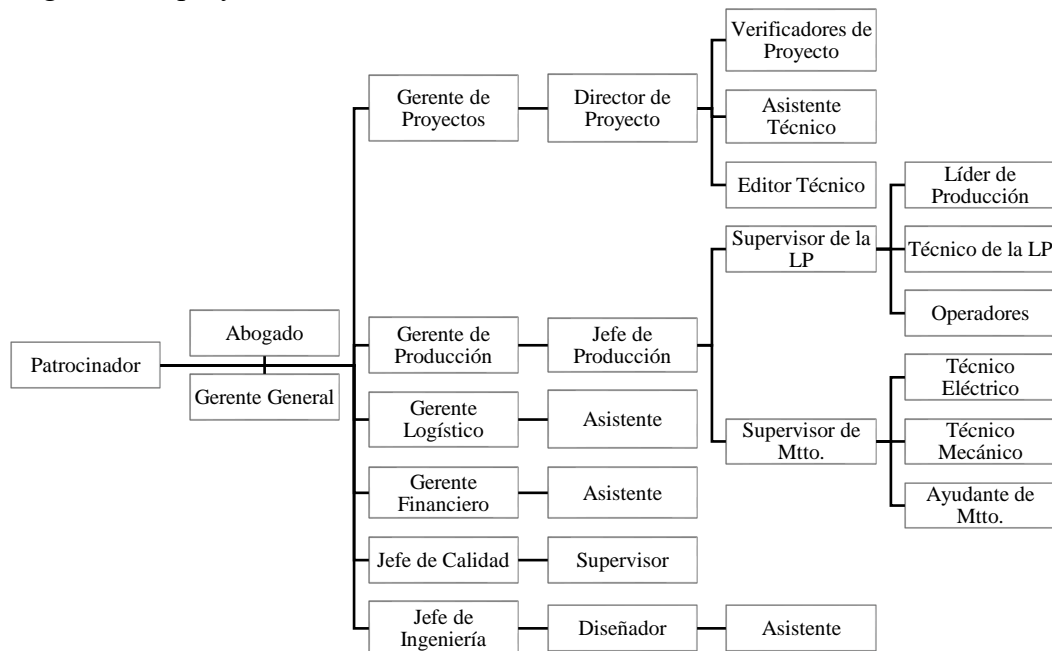 Verificadores de
Proyecto
Gerente de
Proyectos
Director de
Proyecto
Asistente
Técnico
Editor Técnico
Líder de
Producción
Supervisor de la
LP
Técnico de la LP
Operadores
Patrocinador
Abogado
Gerente General
Gerente de
Producción
Jefe de
Producción
Técnico
Eléctrico
Gerente
Logístico
Asistente
Supervisor de
Mtto.
Técnico
Mecánico
Gerente
Financiero
Asistente
Ayudante de
Mtto.
Jefe de Calidad
Supervisor
Jefe de
Ingeniería
Diseñador
Asistente